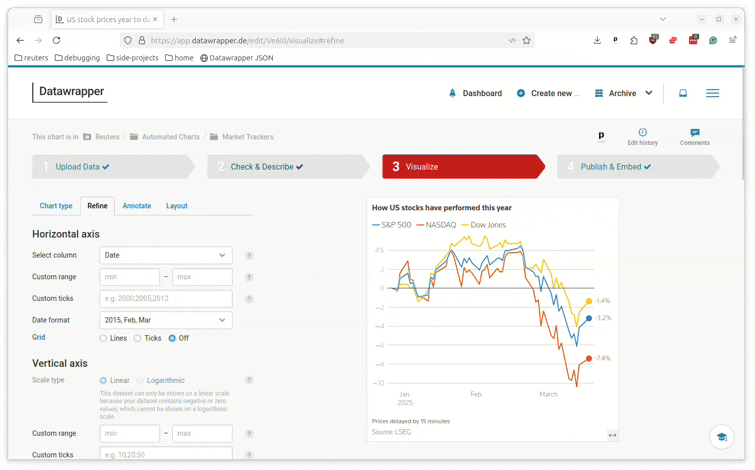 US stock prices year to da
https://app.datawrapper.de/edit/Ve6I0/visualize#refine
reuters debugging side-projects home Datawrapper JSON
Datawrapper
Dashboard Create new ... Archive
This chart is in Reuters / Automated Charts / Market Trackers
p Edit history Comments
1 Upload Data 2 Check & Describe 3 Visualize 4 Publish & Embed
Chart type Refine Annotate Layout
Horizontal axis
Select column Date ?
Custom range min – max ?
Custom ticks e.g. 2000,2005,2012 ?
Date format 2015, Feb, Mar
Grid Lines Ticks Off
Vertical axis
Scale type Linear Logarithmic ?
This dataset can only be shown on a linear scale
because your dataset contains negative or zero
values, which cannot be shown on a logarithmic
scale.
Custom range min – max ?
Custom ticks e.g. 10,20,50 ?
How US stocks have performed this year
S&P 500 NASDAQ Dow Jones
4%
2
0
−2
−4
−6
−8
−10
-1.4%
-3.2%
-7.4%
Jan. Feb. March
2025
Prices delayed by 15 minutes
Source: LSEG